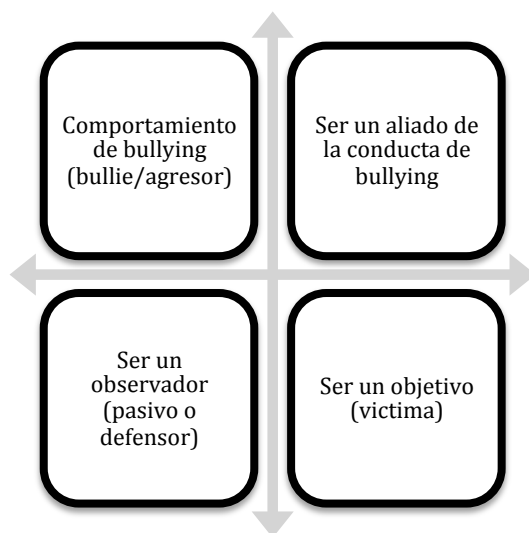 Comportamiento
de bullying
(bullie/agresor)
Ser un aliado de
la conducta de
bullying
Ser un
observador
(pasivo o
defensor)
Ser un objetivo
(victima)